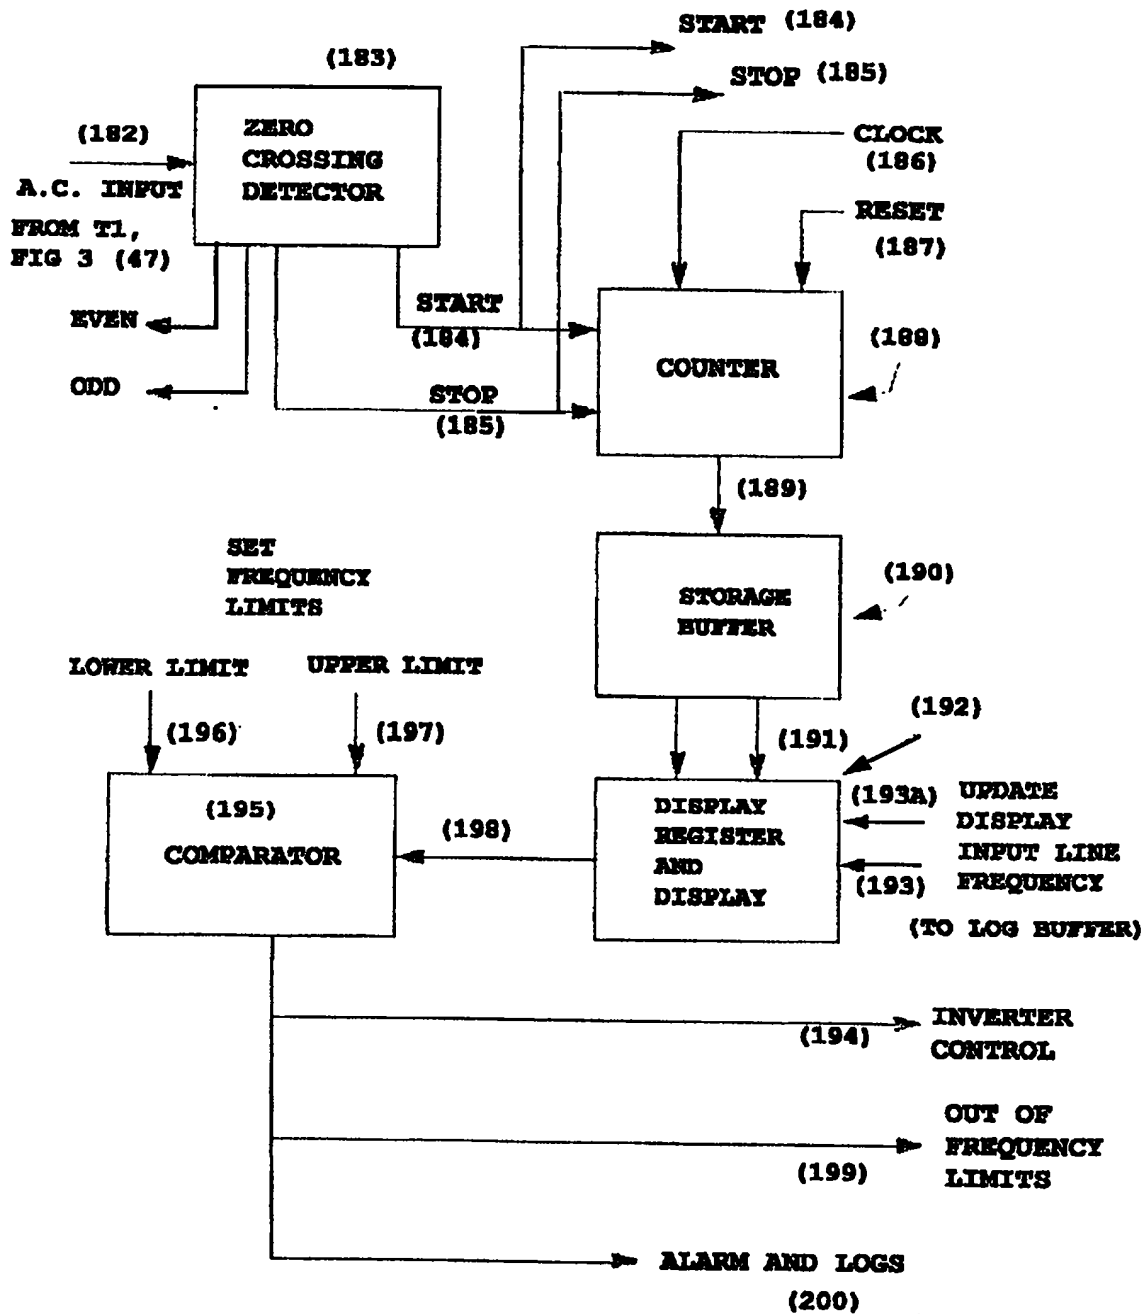 START (184)
STOP (185)
(183)
ZERO
CROSSING
DETECTOR
(182)
A.C. INPUT
FROM T1,
FIG 3 (47)
CLOCK
(186)
RESET
(187)
EVEN
ODD
START
(184)
STOP
(185)
COUNTER
(188)
(189)
STORAGE
BUFFER
(190)
SET
FREQUENCY
LIMITS
LOWER LIMIT
UPPER LIMIT
(196)
(197)
(191)
(192)
(195)
COMPARATOR
(198)
DISPLAY
REGISTER
AND
DISPLAY
(193A) UPDATE
DISPLAY
INPUT LINE
(193) FREQUENCY
(TO LOG BUFFER)
(194)
INVERTER
CONTROL
(199)
OUT OF
FREQUENCY
LIMITS
ALARM AND LOGS
(200)